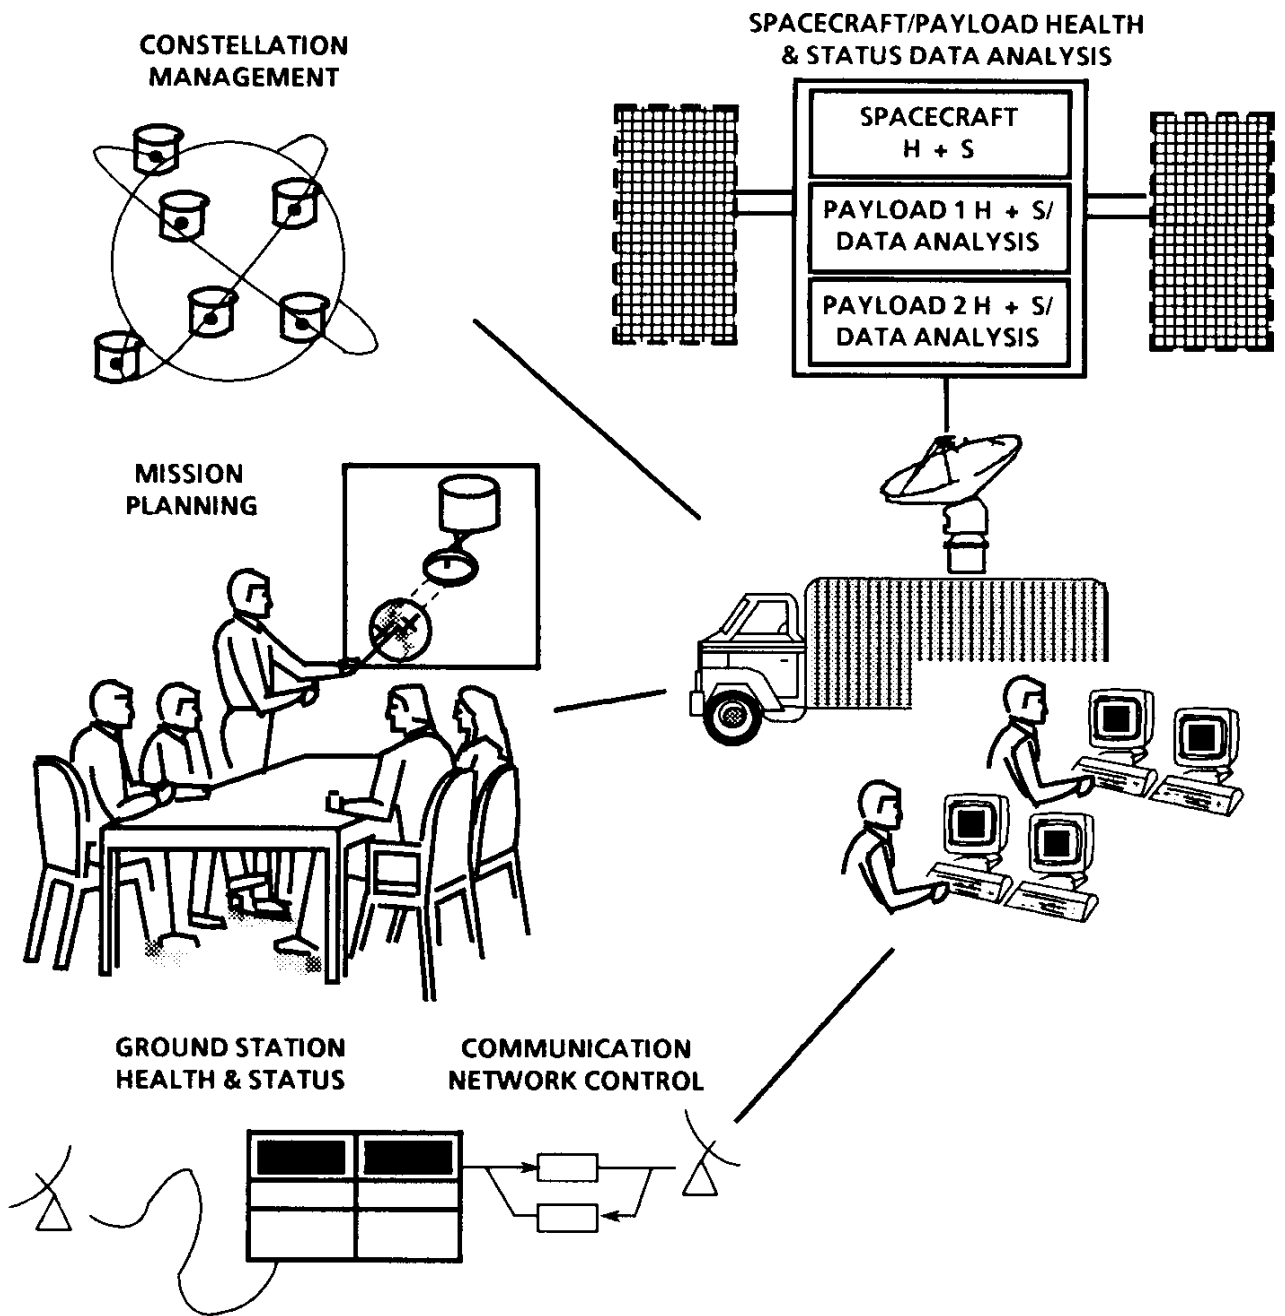 CONSTELLATION
MANAGEMENT
SPACECRAFT/PAYLOAD HEALTH
& STATUS DATA ANALYSIS
SPACECRAFT
H + S
PAYLOAD 1 H + S/
DATA ANALYSIS
PAYLOAD 2 H + S/
DATA ANALYSIS
MISSION
PLANNING
GROUND STATION
HEALTH & STATUS
COMMUNICATION
NETWORK CONTROL